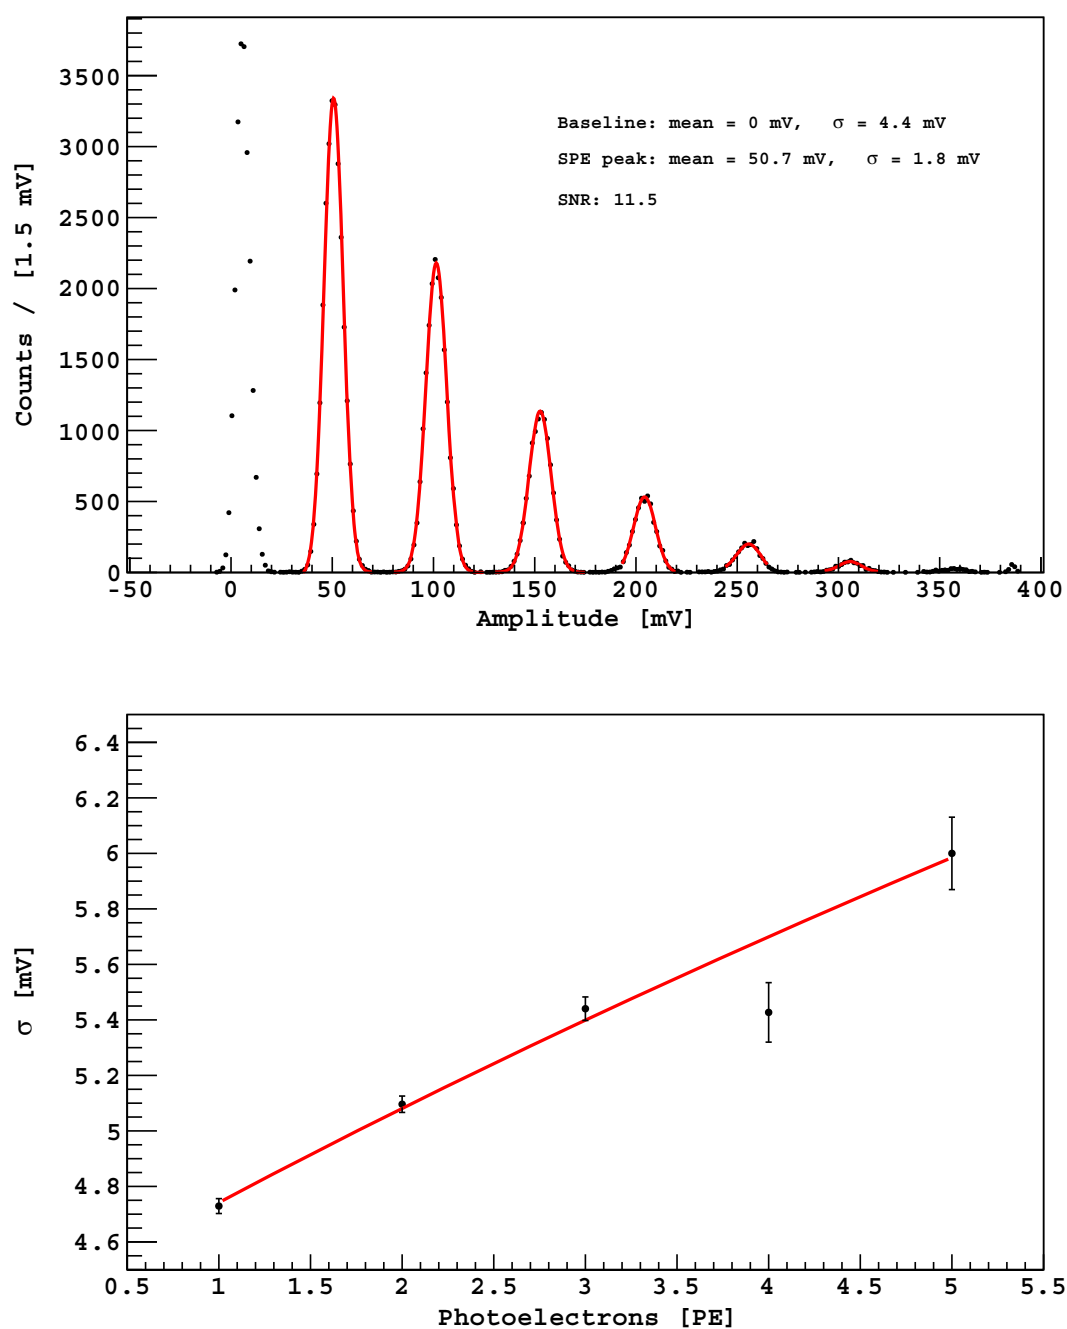 3500
3000
2500
2000
1500
1000
500
0
Counts / [1.5 mV]
Baseline: mean = 0 mV, σ = 4.4 mV
SPE peak: mean = 50.7 mV, σ = 1.8 mV
SNR: 11.5
-50 0 50 100 150 200 250 300 350 400
Amplitude [mV]
6.4
6.2
6
5.8
5.6
5.4
5.2
5
4.8
4.6
σ [mV]
0.5 1 1.5 2 2.5 3 3.5 4 4.5 5 5.5
Photoelectrons [PE]